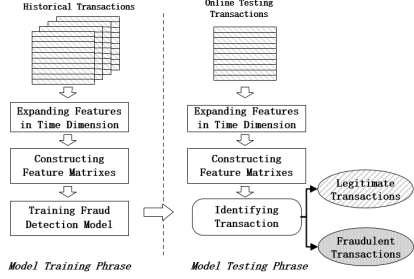 Historical Transactions
Expanding Features
in Time Dimension
Constructing
Feature Matrixes
Training Fraud
Detection Model
Model Training Phrase
Online Testing
Transactions
Expanding Features
in Time Dimension
Constructing
Feature Matrixes
Identifying
Transaction
Legitimate
Transactions
Fraudulent
Transactions
Model Testing Phrase